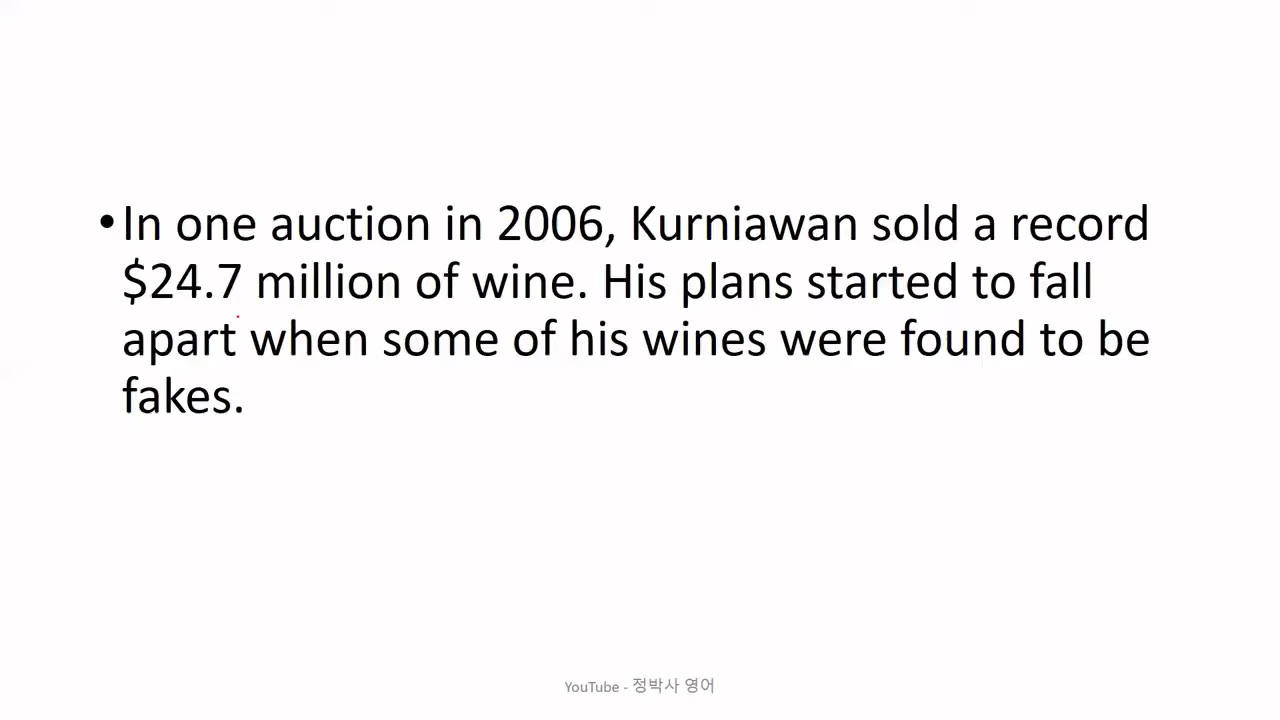 •In one auction in 2006, Kurniawan sold a record
$24.7 million of wine. His plans started to fall
apart when some of his wines were found to be
fakes.
YouTube - 정박사 영어